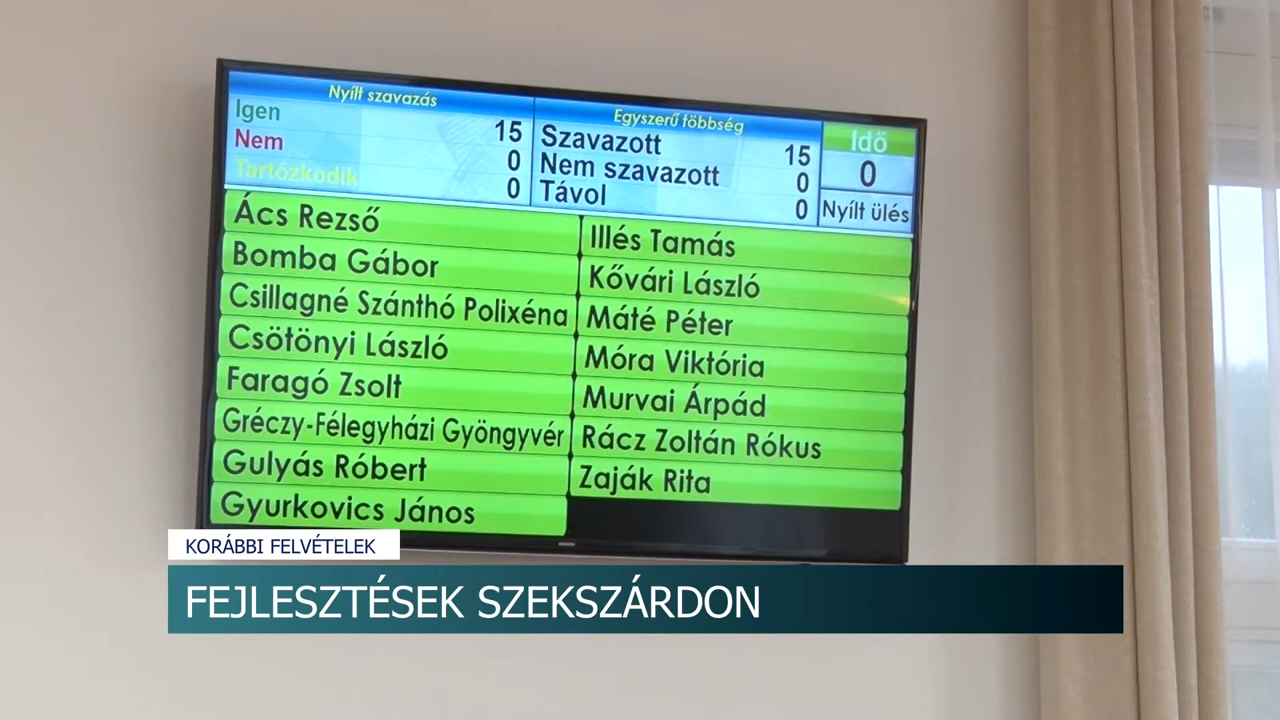 Nyílt szavazás
Igen 15
Nem 0
Tartózkodik 0
Egyszerű többség
Szavazott 15
Nem szavazott 0
Távol 0
Idő
0
Nyílt ülés
Ács Rezső
Bomba Gábor
Csillagné Szánthó Polixéna
Csötönyi László
Faragó Zsolt
Gréczy-Félegyházi Gyöngyvér
Gulyás Róbert
Gyurkovics János
Illés Tamás
Kővári László
Máté Péter
Móra Viktória
Murvai Árpád
Rácz Zoltán Rókus
Zaják Rita
KORÁBBI FELVÉTELEK
FEJLESZTÉSEK SZEKSZÁRDON